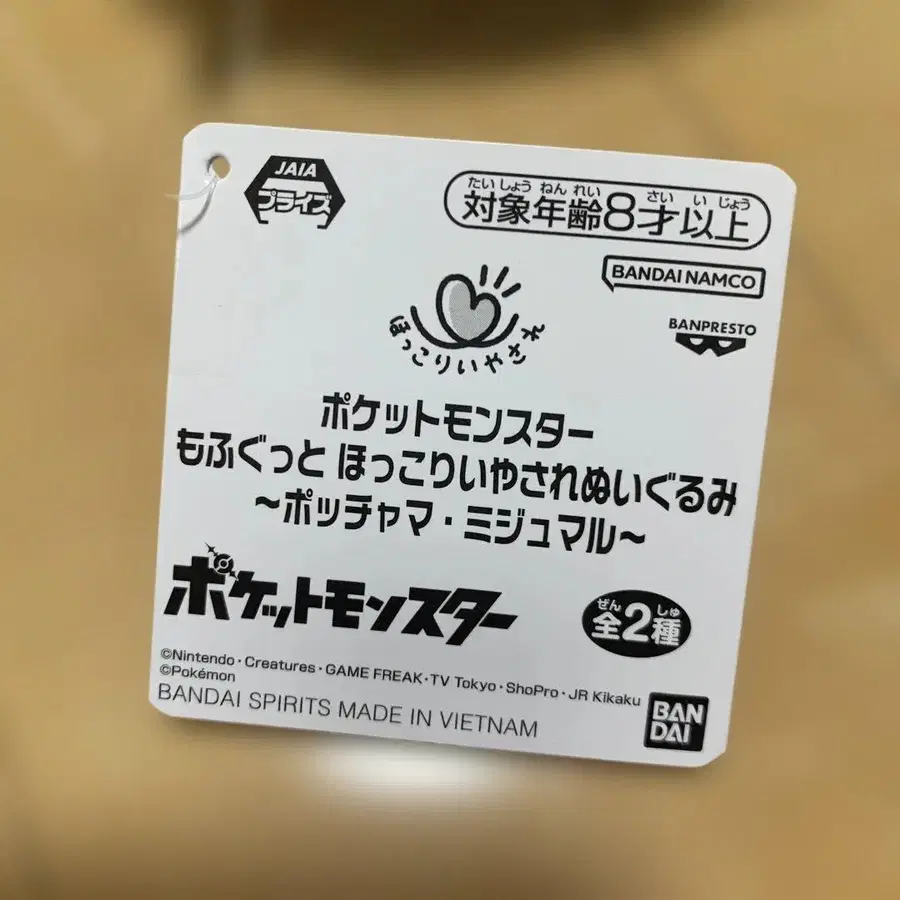 JAIA
プライズ
たいしょう ねん れい さい い じょう
対象年齢8才以上
BANDAI NAMCO
BANPRESTO
ほっこりいやされ
ポケットモンスター
もふぐっと ほっこりいやされぬいぐるみ
~ポッチャマ・ミジュマル~
ポケットモンスター
ぜん しゅ
全2種
©Nintendo・Creatures・GAME FREAK・TV Tokyo・ShoPro・JR Kikaku
©Pokémon
BANDAI SPIRITS MADE IN VIETNAM
BAN
DAI